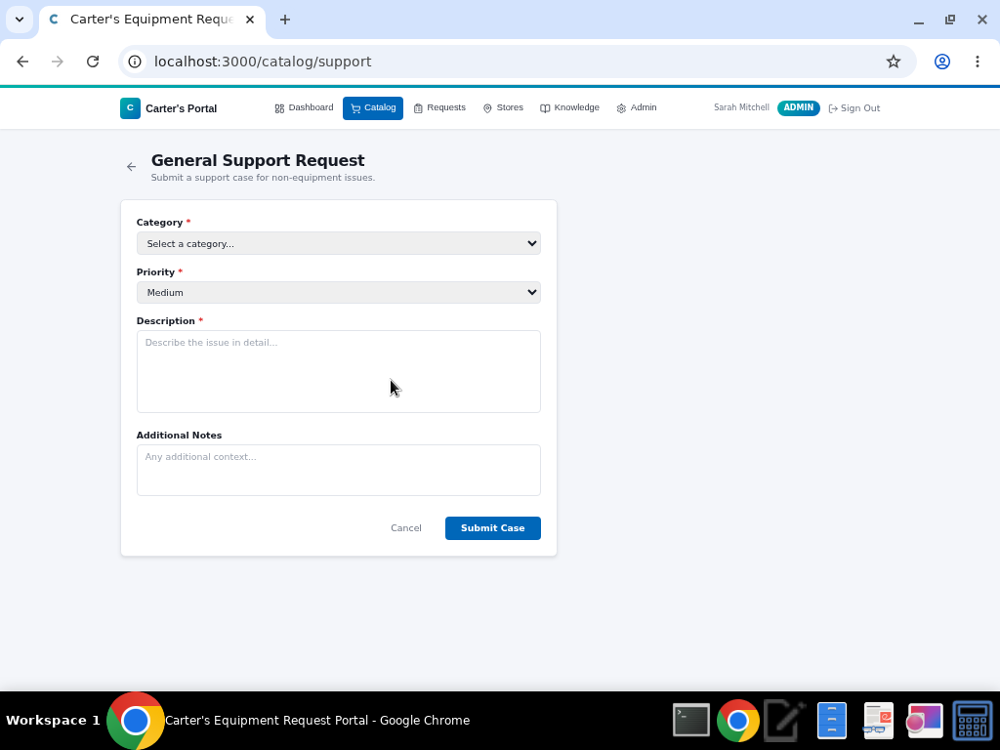 Carter's Equipment Reque
localhost:3000/catalog/support
C Carter's Portal Dashboard Catalog Requests Stores Knowledge Admin Sarah Mitchell ADMIN Sign Out
General Support Request
Submit a support case for non-equipment issues.
Category *
Select a category...
Priority *
Medium
Description *
Describe the issue in detail...
Additional Notes
Any additional context...
Cancel Submit Case
Workspace 1 Carter's Equipment Request Portal - Google Chrome